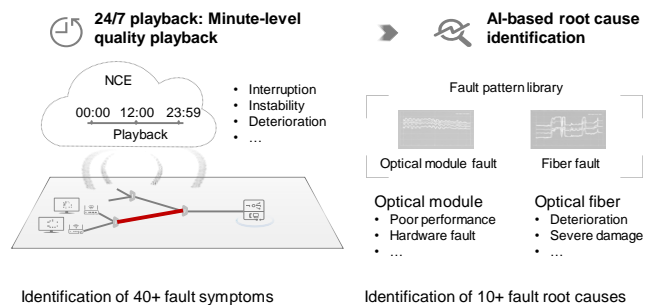 24/7 playback: Minute-level
quality playback
NCE
00:00 12:00 23:59
Playback
• Interruption
• Instability
• Deterioration
• …
Identification of 40+ fault symptoms
AI-based root cause
identification
Fault pattern library
Optical module fault
Fiber fault
Optical module
• Poor performance
• Hardware fault
• …
Optical fiber
• Deterioration
• Severe damage
• …
Identification of 10+ fault root causes